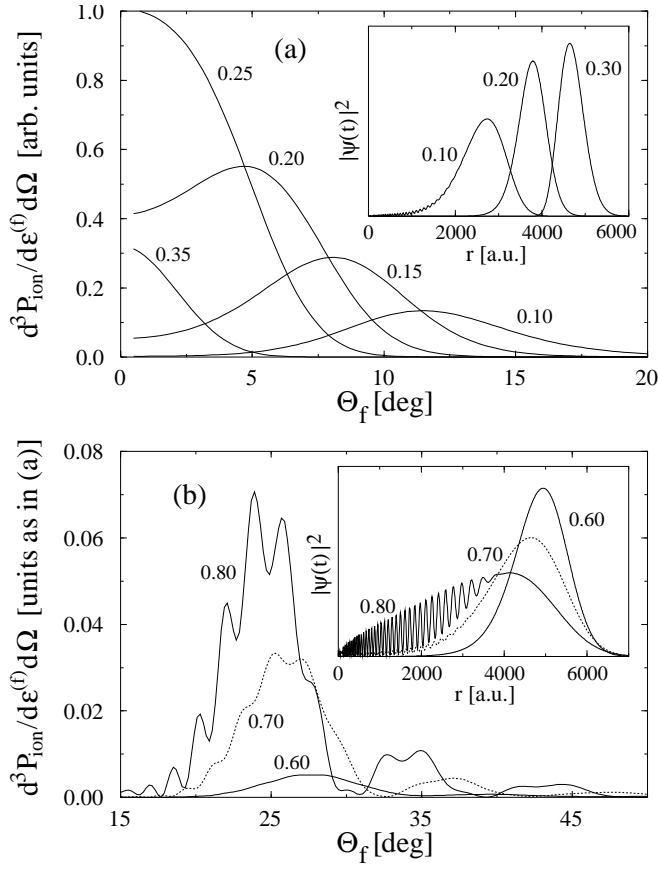 d³P_ion/dε^(f)dΩ [arb. units]
1.0
0.8
0.6
0.4
0.2
0.0
(a)
0.25
0.20
0.35
0.15
0.10
|ψ(t)|²
0.10
0.20
0.30
0 2000 4000 6000
r [a.u.]
0 5 10 15 20
Θ_f [deg]
d³P_ion/dε^(f)dΩ [units as in (a)]
0.08
0.06
0.04
0.02
0.00
(b)
0.80
0.70
0.60
|ψ(t)|²
0.60
0.70
0.80
0 2000 4000 6000
r [a.u.]
15 25 35 45
Θ_f [deg]